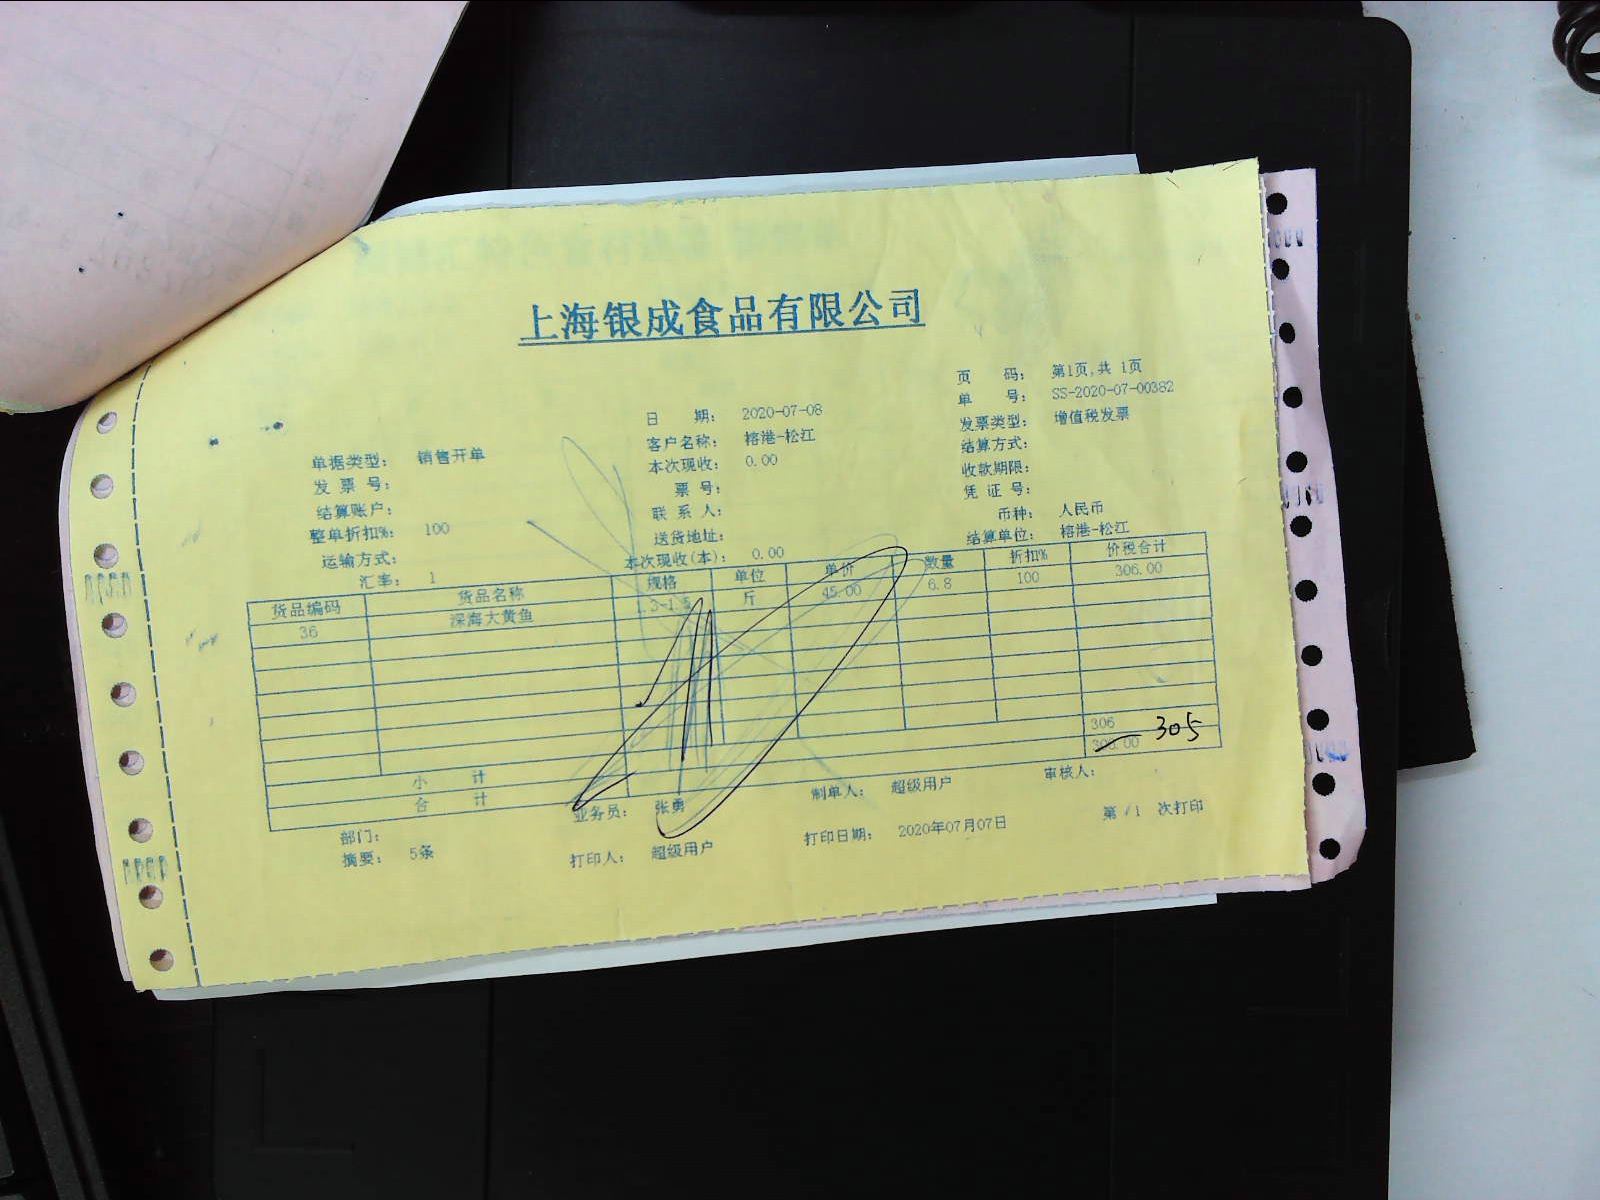 上海银成食品有限公司
页 码: 第1页,共 1页
单 号: SS-2020-07-00382
日 期: 2020-07-08
发票类型: 增值税发票
客户名称: 榕港-松江
结算方式:
单据类型: 销售开单
本次现收: 0.00
收款期限:
发 票 号:
票 号:
凭 证 号:
结算账户:
联 系 人:
币种: 人民币
整单折扣%: 100
送货地址:
结算单位: 榕港-松江
运输方式:
本次现收(本): 0.00
汇率: 1
货品编码 货品名称 规格 单位 单价 数量 折扣% 价税合计
36 深海大黄鱼 1.3-1.5 斤 45.00 6.8 100 306.00
小 计 306
合 计 306.00 305
部门: 业务员: 张勇 制单人: 超级用户 审核人:
摘要: 5条 打印人: 超级用户 打印日期: 2020年07月07日 第 /1 次打印